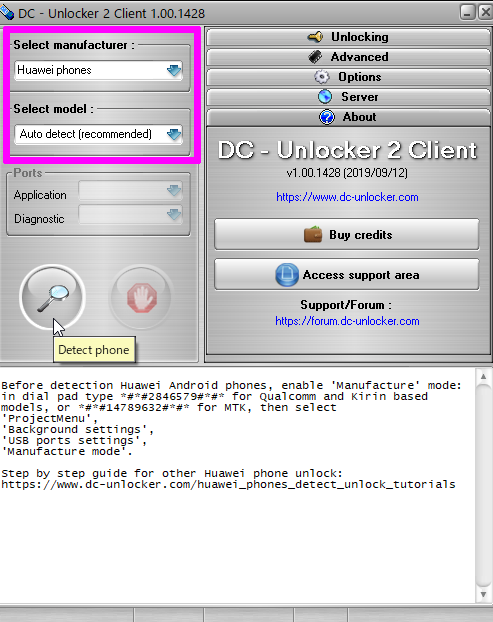 DC - Unlocker 2 Client 1.00.1428
Select manufacturer :
Huawei phones
Select model :
Auto detect (recommended)
Ports
Application
Diagnostic
Detect phone
Unlocking
Advanced
Options
Server
About
DC - Unlocker 2 Client
v1.00.1428 (2019/09/12)
https://www.dc-unlocker.com
Buy credits
Access support area
Support/Forum :
https://forum.dc-unlocker.com
Before detection Huawei Android phones, enable 'Manufacture' mode:
in dial pad type *#*#2846579#*#* for Qualcomm and Kirin based
models, or *#*#14789632#*#* for MTK, then select
'ProjectMenu',
'Background settings',
'USB ports settings',
'Manufacture mode'.
Step by step guide for other Huawei phone unlock:
https://www.dc-unlocker.com/huawei_phones_detect_unlock_tutorials